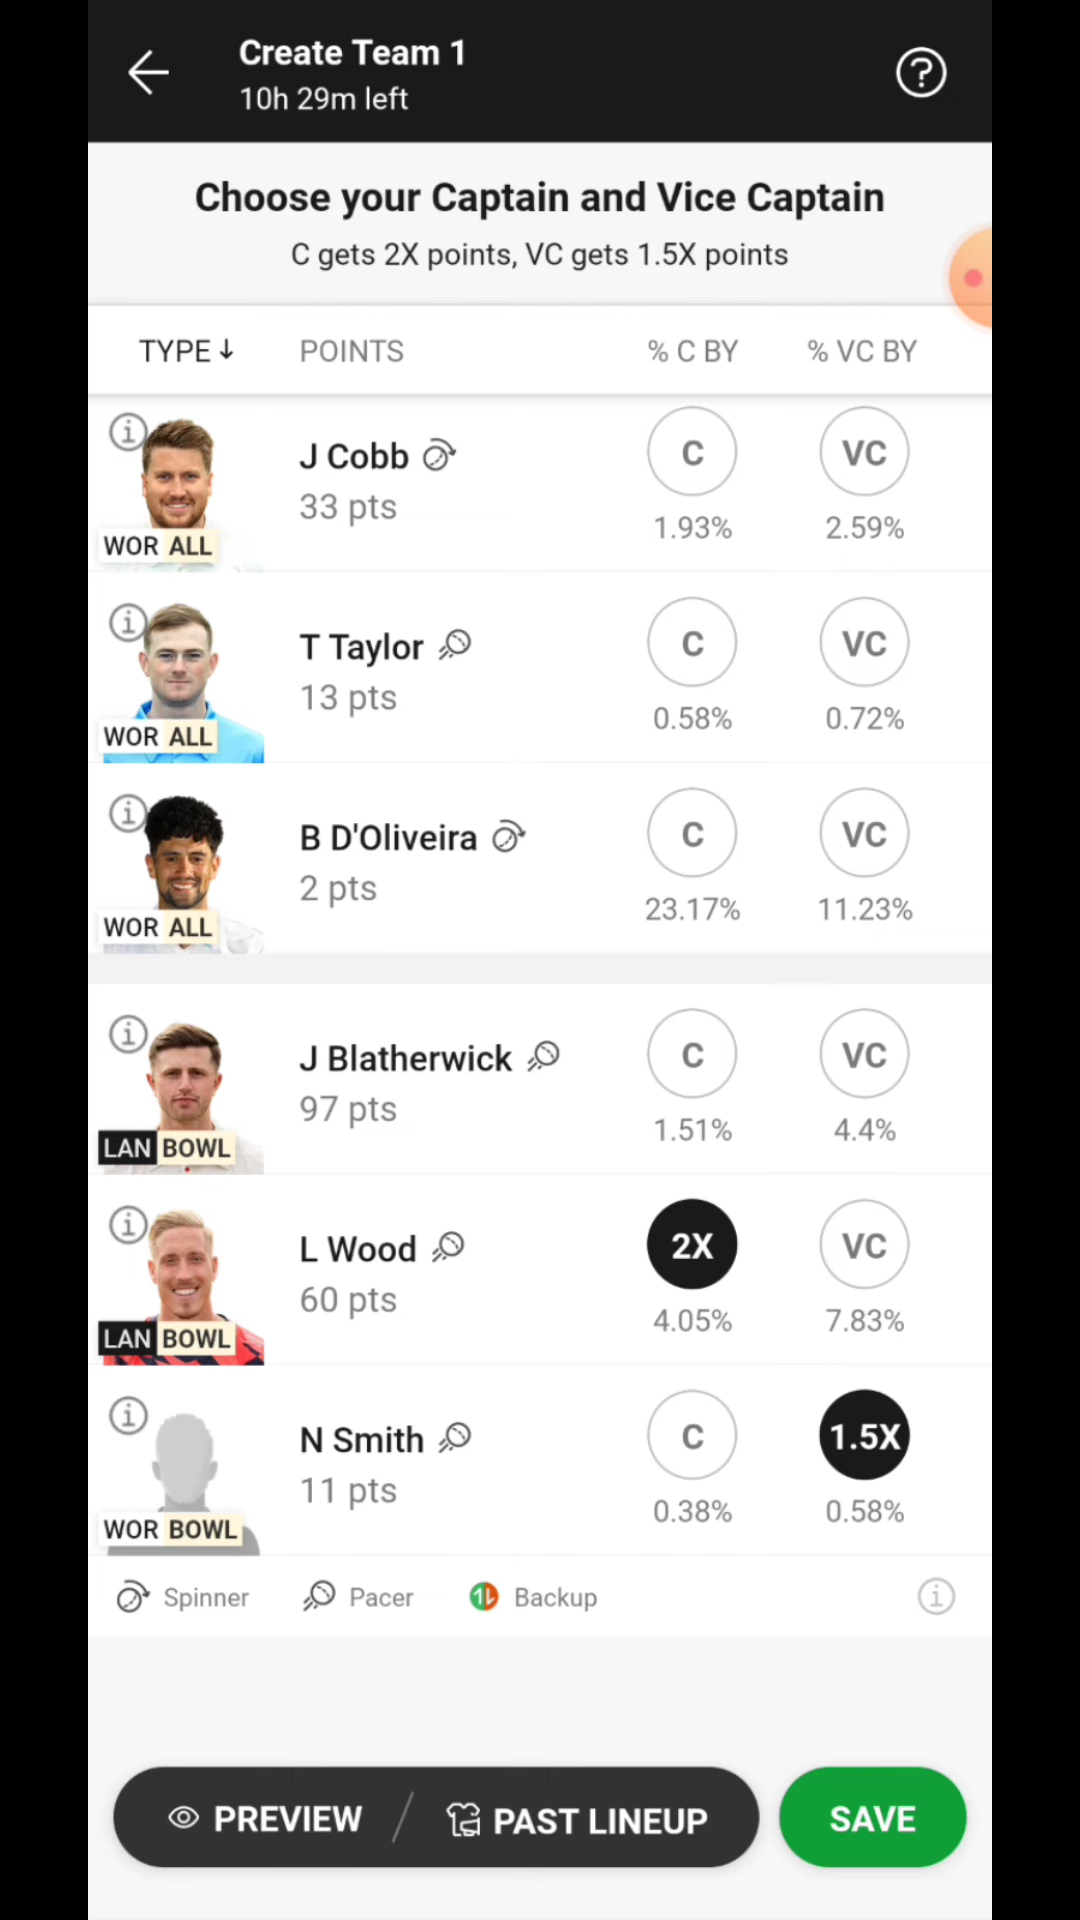 Create Team 1
10h 29m left
Choose your Captain and Vice Captain
C gets 2X points, VC gets 1.5X points
TYPE↓ POINTS % C BY % VC BY
J Cobb C VC
33 pts 1.93% 2.59%
WOR ALL
T Taylor C VC
13 pts 0.58% 0.72%
WOR ALL
B D'Oliveira C VC
2 pts 23.17% 11.23%
WOR ALL
J Blatherwick C VC
97 pts 1.51% 4.4%
LAN BOWL
L Wood 2X VC
60 pts 4.05% 7.83%
LAN BOWL
N Smith C 1.5X
11 pts 0.38% 0.58%
WOR BOWL
Spinner Pacer Backup
PREVIEW / PAST LINEUP SAVE